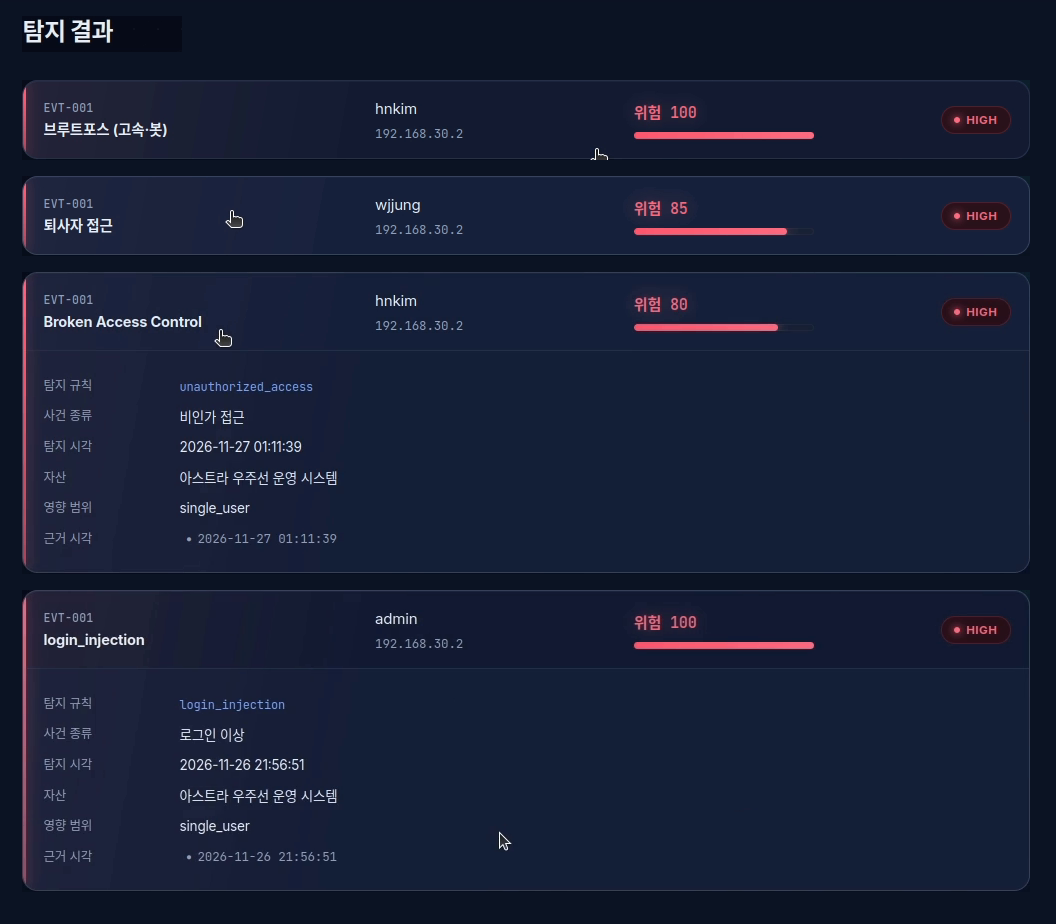 탐지 결과
EVT-001
브루트포스 (고속·봇)
hnkim
192.168.30.2
위험 100
HIGH
EVT-001
퇴사자 접근
wjjung
192.168.30.2
위험 85
HIGH
EVT-001
Broken Access Control
hnkim
192.168.30.2
위험 80
HIGH
탐지 규칙 unauthorized_access
사건 종류 비인가 접근
탐지 시각 2026-11-27 01:11:39
자산 아스트라 우주선 운영 시스템
영향 범위 single_user
근거 시각 • 2026-11-27 01:11:39
EVT-001
login_injection
admin
192.168.30.2
위험 100
HIGH
탐지 규칙 login_injection
사건 종류 로그인 이상
탐지 시각 2026-11-26 21:56:51
자산 아스트라 우주선 운영 시스템
영향 범위 single_user
근거 시각 • 2026-11-26 21:56:51